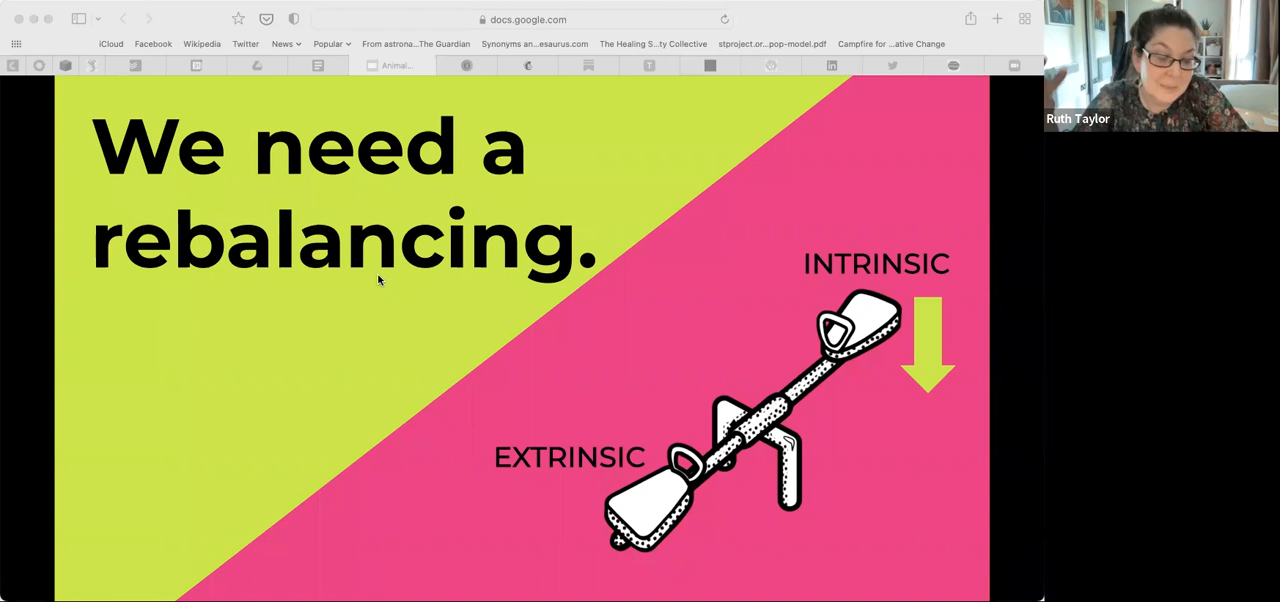 docs.google.com
iCloud Facebook Wikipedia Twitter News Popular From astrona...The Guardian Synonyms an...esaurus.com The Healing S...ty Collective stproject.or...pop-model.pdf Campfire for ...ative Change
Animal...
Ruth Taylor
We need a
rebalancing.
INTRINSIC
EXTRINSIC